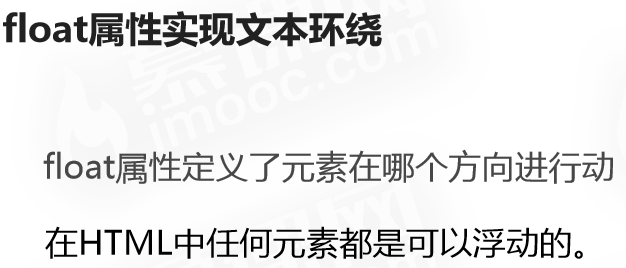 float属性实现文本环绕
慕课网
imooc.com
float属性定义了元素在哪个方向进行动
在HTML中任何元素都是可以浮动的。